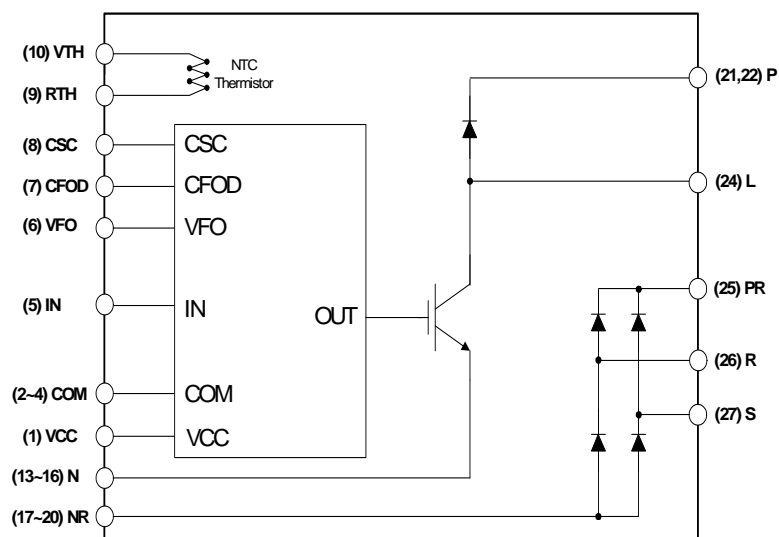 (10) VTH
NTC
Thermistor
(21,22) P
(9) RTH
(8) CSC
CSC
(7) CFOD
CFOD
(24) L
(6) VFO
VFO
(25) PR
(5) IN
IN
OUT
(26) R
(2~4) COM
COM
(27) S
(1) VCC
VCC
(13~16) N
(17~20) NR